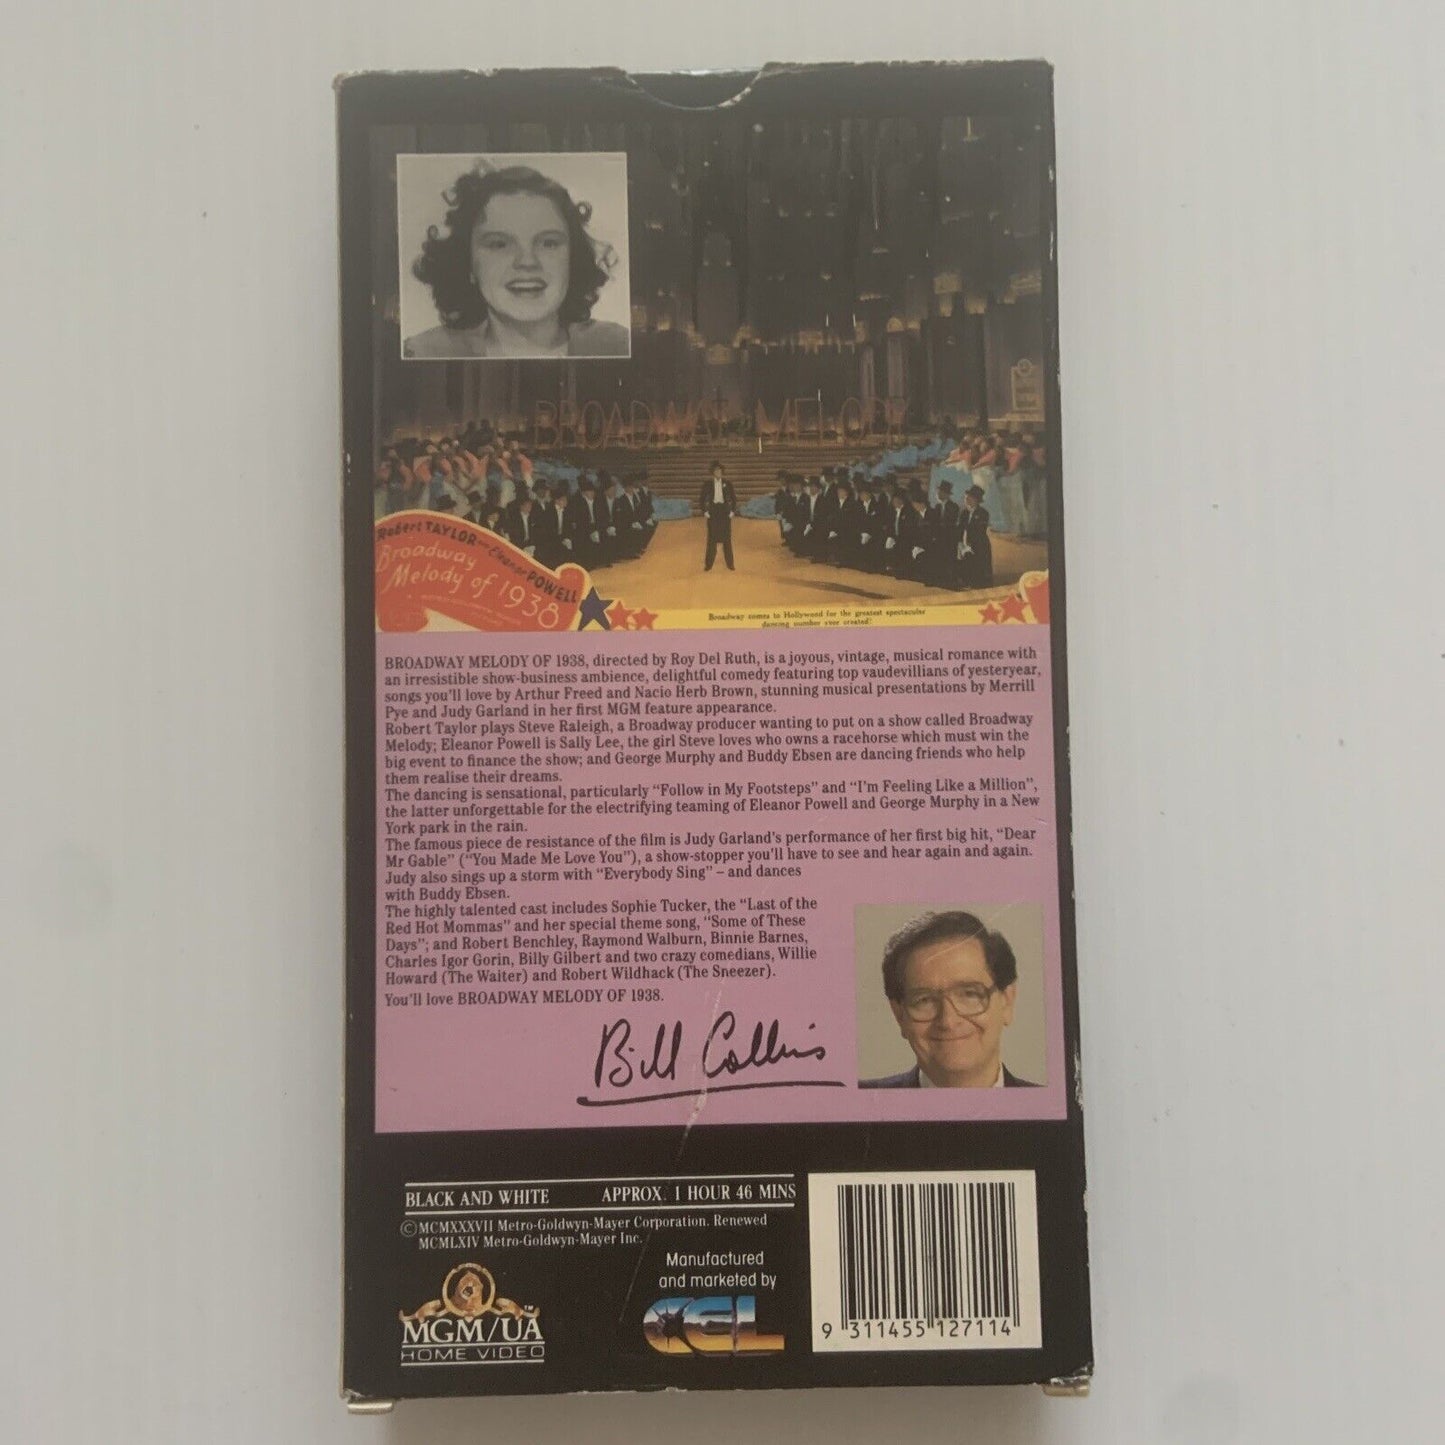 BROADWAY MELODY
Robert TAYLOR and Eleanor POWELL
Broadway
Melody of 1938
Broadway comes to Hollywood for the greatest spectacular
dancing number ever created!
BROADWAY MELODY OF 1938, directed by Roy Del Ruth, is a joyous, vintage, musical romance with
an irresistible show-business ambience, delightful comedy featuring top vaudevillians of yesteryear,
songs you'll love by Arthur Freed and Nacio Herb Brown, stunning musical presentations by Merrill
Pye and Judy Garland in her first MGM feature appearance.
Robert Taylor plays Steve Raleigh, a Broadway producer wanting to put on a show called Broadway
Melody; Eleanor Powell is Sally Lee, the girl Steve loves who owns a racehorse which must win the
big event to finance the show; and George Murphy and Buddy Ebsen are dancing friends who help
them realise their dreams.
The dancing is sensational, particularly “Follow in My Footsteps” and “I'm Feeling Like a Million”,
the latter unforgettable for the electrifying teaming of Eleanor Powell and George Murphy in a New
York park in the rain.
The famous piece de resistance of the film is Judy Garland's performance of her first big hit, “Dear
Mr Gable” (“You Made Me Love You”), a show-stopper you'll have to see and hear again and again.
Judy also sings up a storm with “Everybody Sing” – and dances
with Buddy Ebsen.
The highly talented cast includes Sophie Tucker, the “Last of the
Red Hot Mommas” and her special theme song, “Some of These
Days”; and Robert Benchley, Raymond Walburn, Binnie Barnes,
Charles Igor Gorin, Billy Gilbert and two crazy comedians, Willie
Howard (The Waiter) and Robert Wildhack (The Sneezer).
You'll love BROADWAY MELODY OF 1938.
Bill Collins
BLACK AND WHITE APPROX. 1 HOUR 46 MINS
© MCMXXXVII Metro-Goldwyn-Mayer Corporation. Renewed
MCMLXIV Metro-Goldwyn-Mayer Inc.
Manufactured
and marketed by
CEL
MGM/UA ™
HOME VIDEO
9 311455 127114